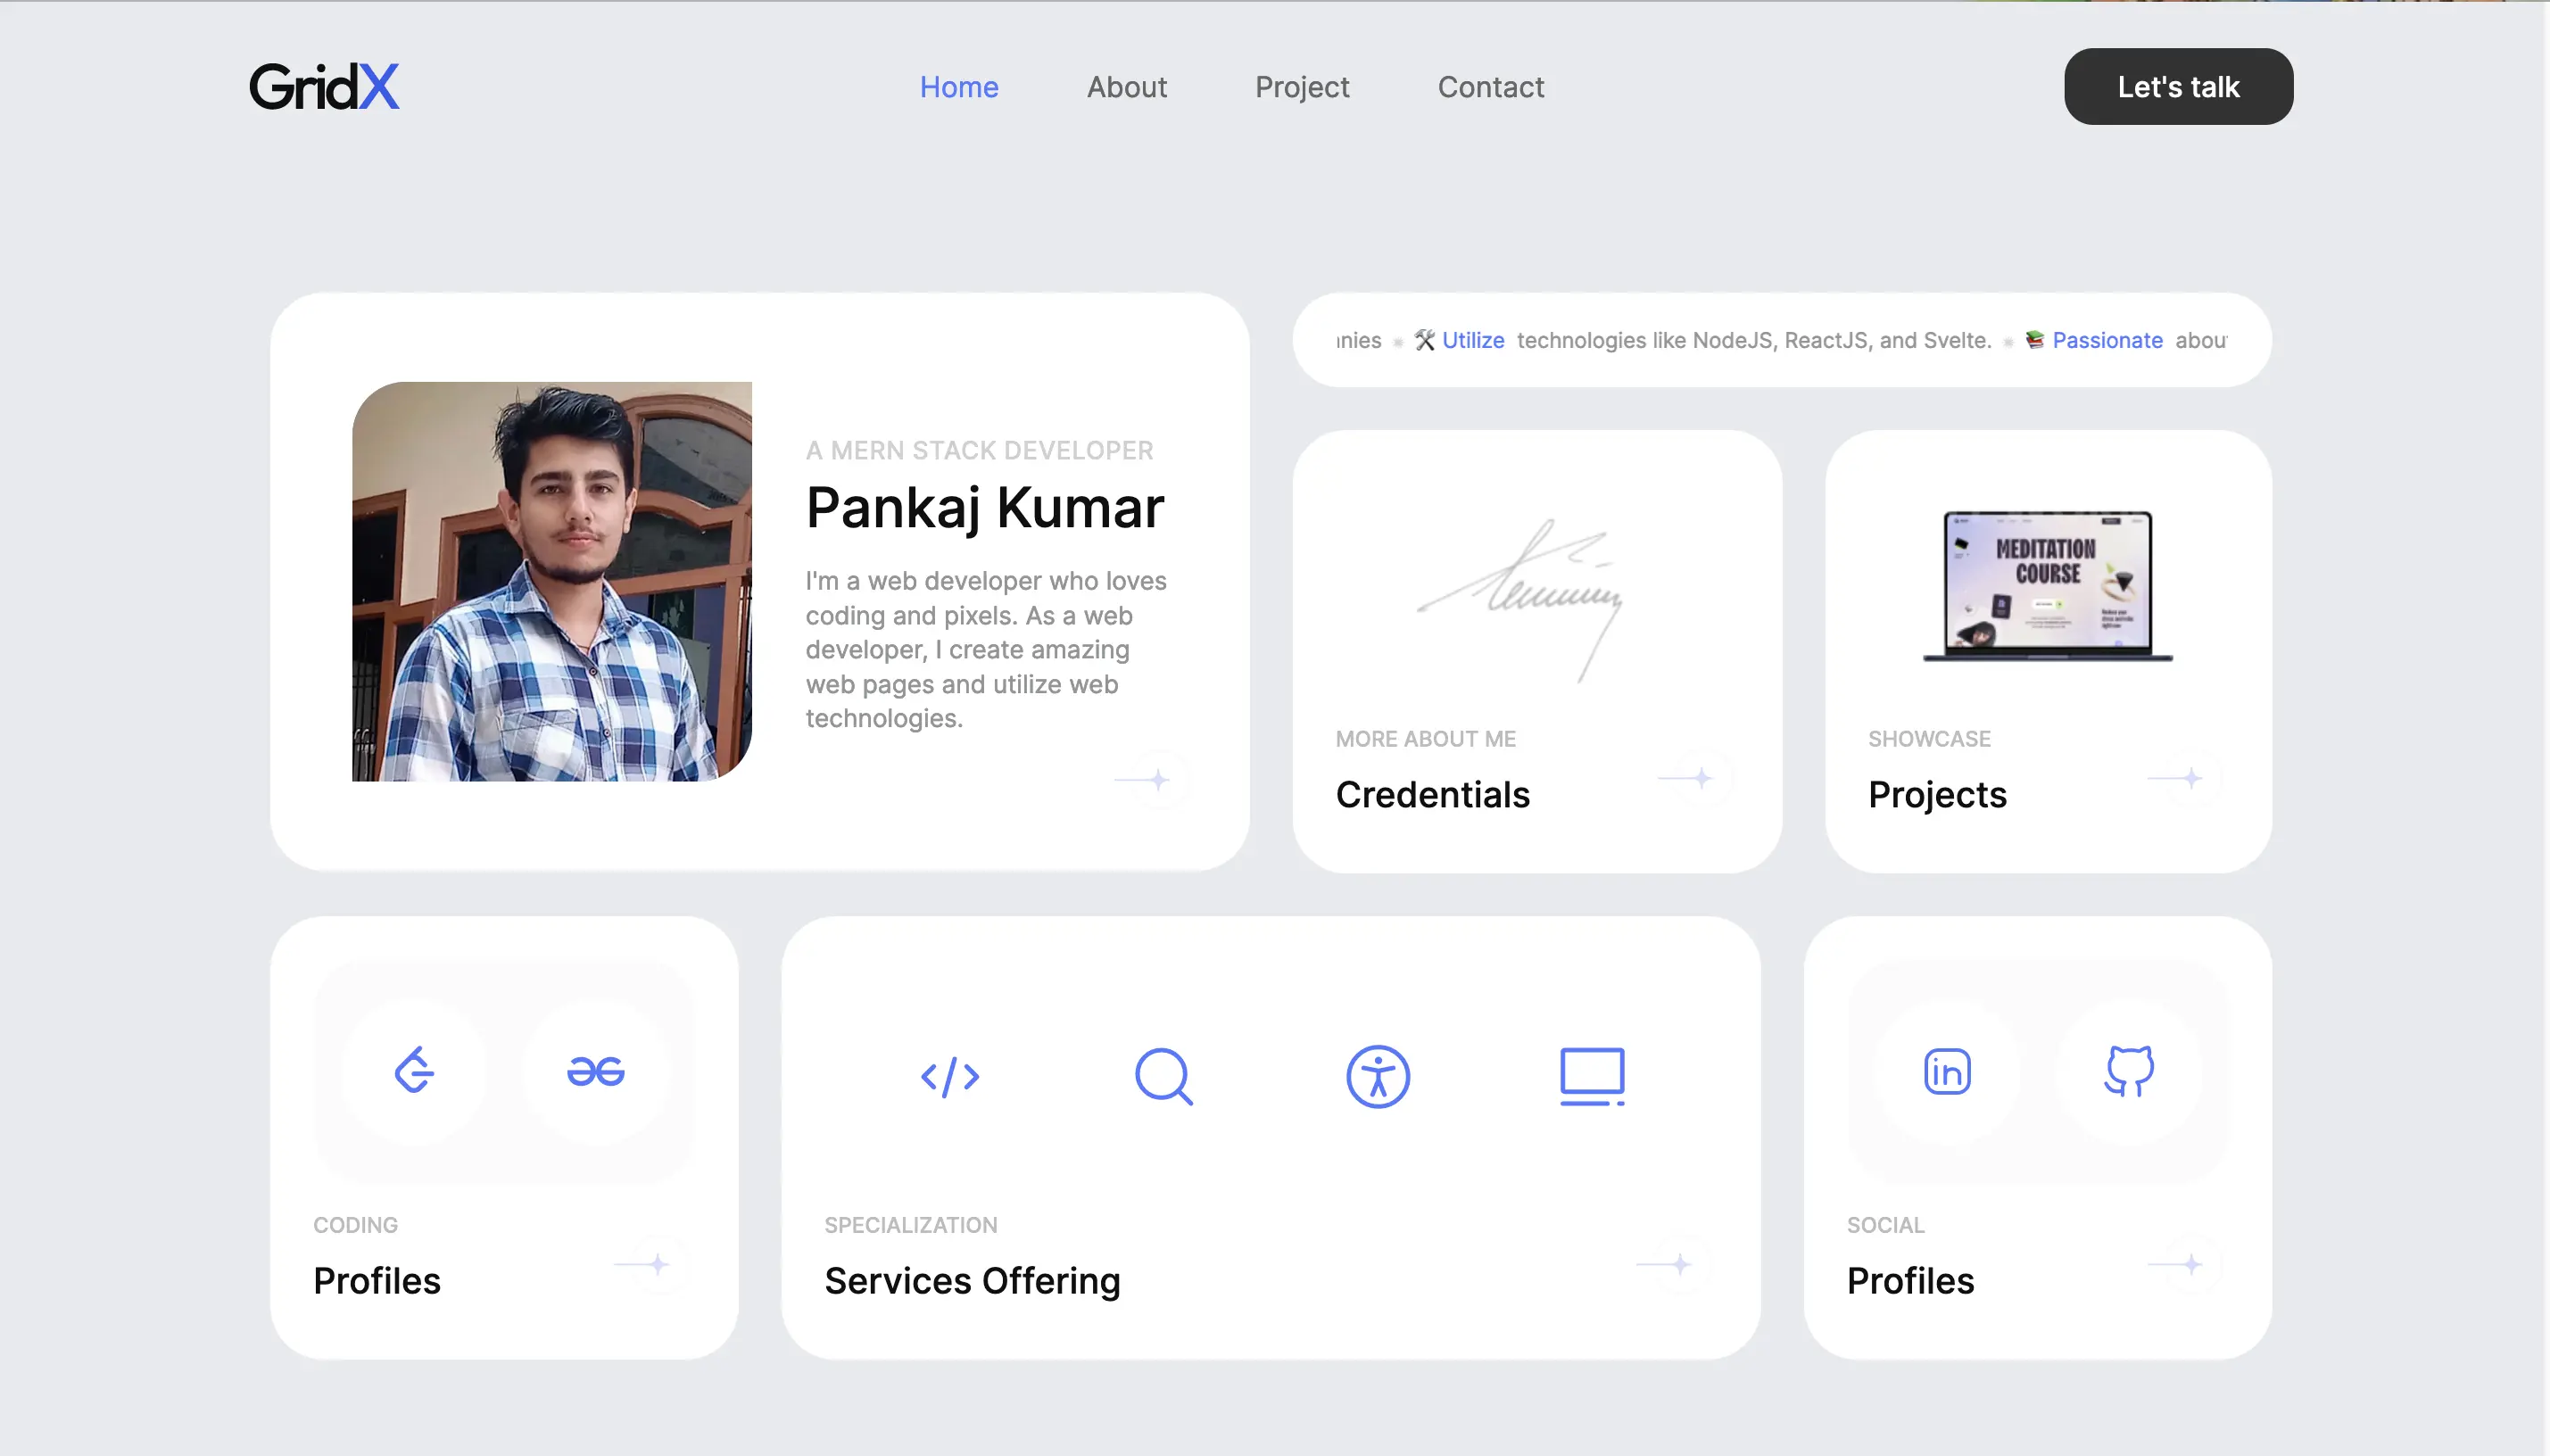 GridX
Home About Project Contact
Let's talk
nies 🛠 Utilize technologies like NodeJS, ReactJS, and Svelte. 📚 Passionate abou
A MERN STACK DEVELOPER
Pankaj Kumar
I'm a web developer who loves
coding and pixels. As a web
developer, I create amazing
web pages and utilize web
technologies.
MEDITATION
COURSE
MORE ABOUT ME
Credentials
SHOWCASE
Projects
CODING
Profiles
SPECIALIZATION
Services Offering
in
SOCIAL
Profiles